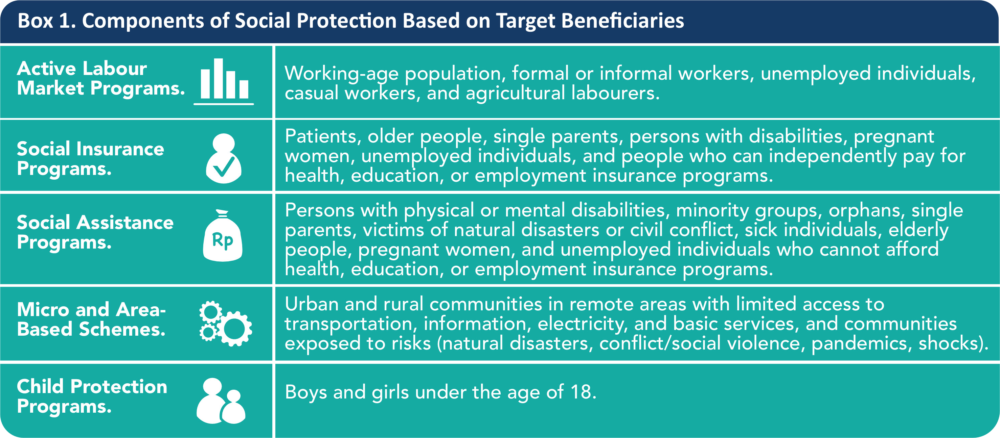 Box 1. Components of Social Protection Based on Target Beneficiaries
Active Labour
Market Programs.
Working-age population, formal or informal workers, unemployed individuals,
casual workers, and agricultural labourers.
Social Insurance
Programs.
Patients, older people, single parents, persons with disabilities, pregnant
women, unemployed individuals, and people who can independently pay for
health, education, or employment insurance programs.
Social Assistance
Programs.
Rp
Persons with physical or mental disabilities, minority groups, orphans, single
parents, victims of natural disasters or civil conflict, sick individuals, elderly
people, pregnant women, and unemployed individuals who cannot afford
health, education, or employment insurance programs.
Micro and Area-
Based Schemes.
Urban and rural communities in remote areas with limited access to
transportation, information, electricity, and basic services, and communities
exposed to risks (natural disasters, conflict/social violence, pandemics, shocks).
Child Protection
Programs.
Boys and girls under the age of 18.